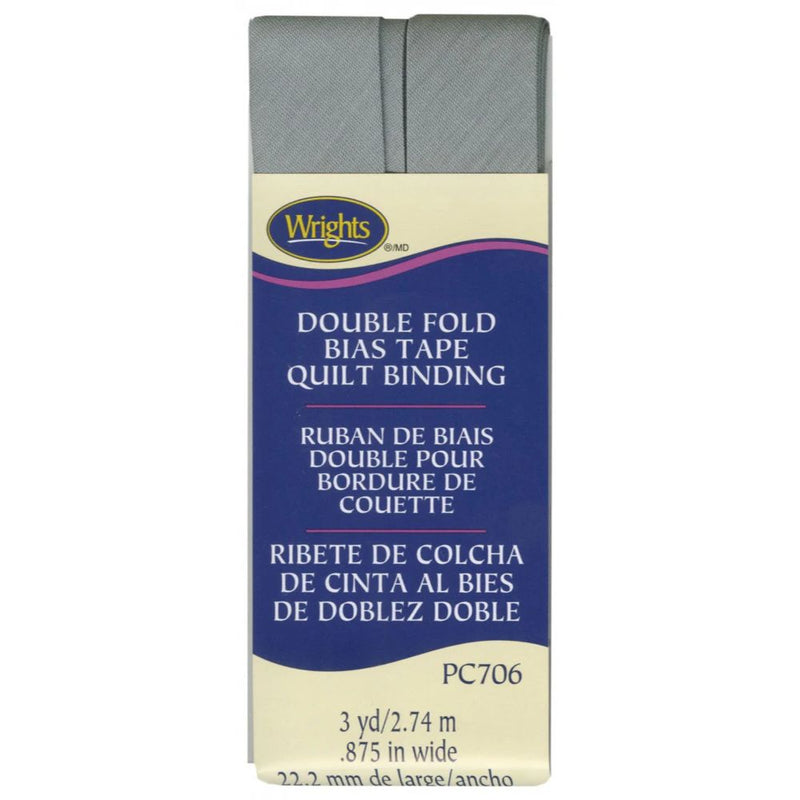 Wrights
®/MD
DOUBLE FOLD
BIAS TAPE
QUILT BINDING
RUBAN DE BIAIS
DOUBLE POUR
BORDURE DE
COUETTE
RIBETE DE COLCHA
DE CINTA AL BIES
DE DOBLEZ DOBLE
PC706
3 yd/2.74 m
.875 in wide
22.2 mm de large/ancho